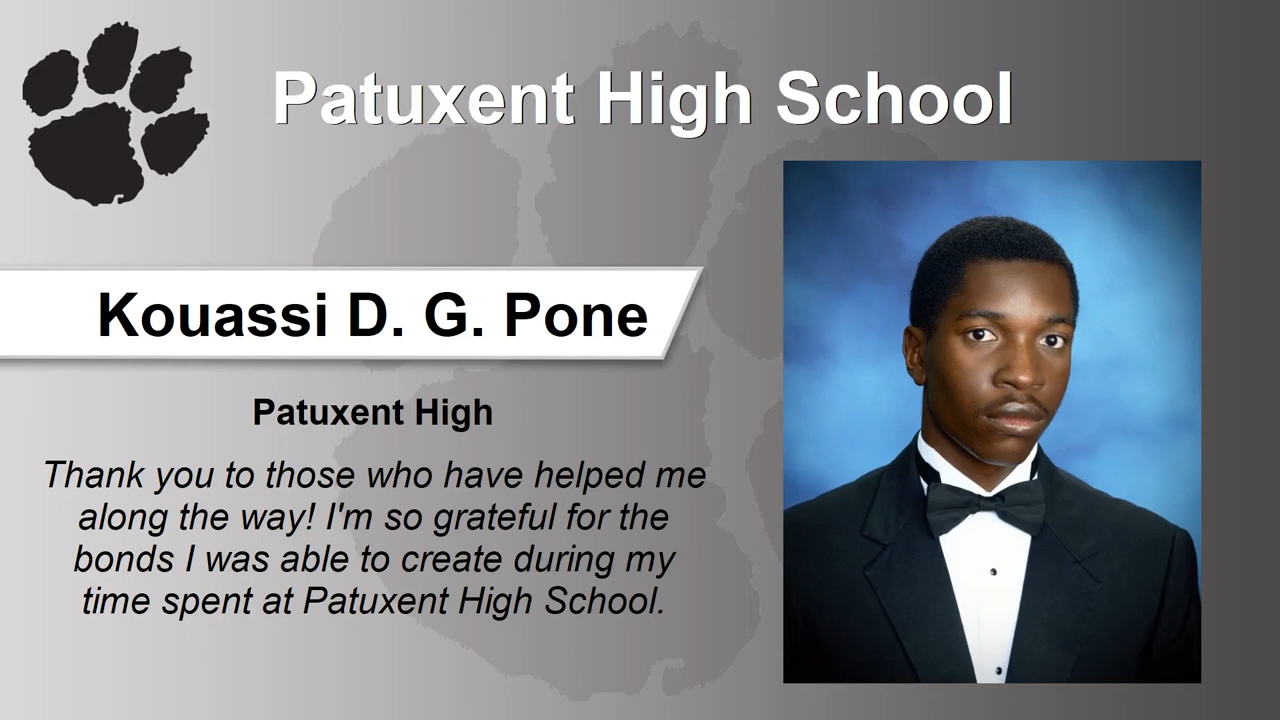 Patuxent High School
Kouassi D. G. Pone
Patuxent High
Thank you to those who have helped me
along the way! I'm so grateful for the
bonds I was able to create during my
time spent at Patuxent High School.